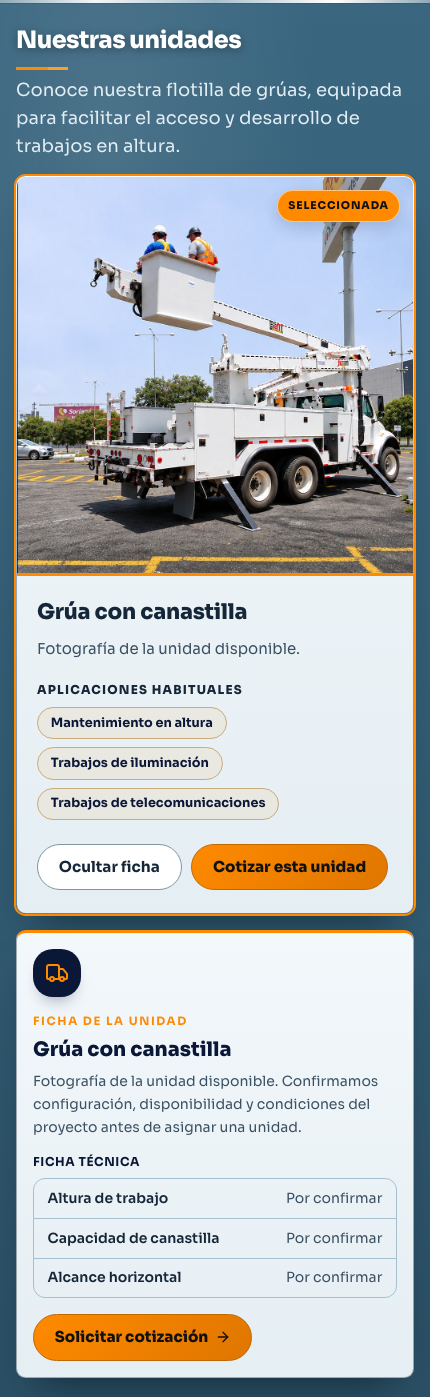 Nuestras unidades
Conoce nuestra flotilla de grúas, equipada
para facilitar el acceso y desarrollo de
trabajos en altura.
SELECCIONADA
Soriana
Grúa con canastilla
Fotografía de la unidad disponible.
APLICACIONES HABITUALES
Mantenimiento en altura
Trabajos de iluminación
Trabajos de telecomunicaciones
Ocultar ficha
Cotizar esta unidad
FICHA DE LA UNIDAD
Grúa con canastilla
Fotografía de la unidad disponible. Confirmamos
configuración, disponibilidad y condiciones del
proyecto antes de asignar una unidad.
FICHA TÉCNICA
Altura de trabajo Por confirmar
Capacidad de canastilla Por confirmar
Alcance horizontal Por confirmar
Solicitar cotización →